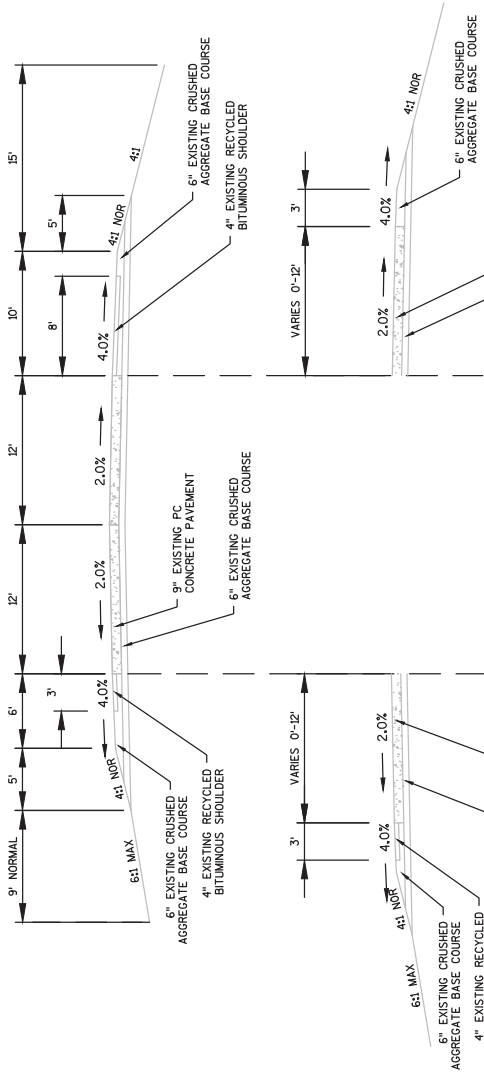 9' NORMAL
5'
6'
12'
12'
10'
15'
3'
8'
5'
6:1 MAX
4:1 NOR
4.0%
2.0%
2.0%
4.0%
4:1 NOR
4:1
6" EXISTING CRUSHED
AGGREGATE BASE COURSE
4" EXISTING RECYCLED
BITUMINOUS SHOULDER
9" EXISTING PC
CONCRETE PAVEMENT
6" EXISTING CRUSHED
AGGREGATE BASE COURSE
6" EXISTING CRUSHED
AGGREGATE BASE COURSE
4" EXISTING RECYCLED
BITUMINOUS SHOULDER
3'
VARIES 0'-12'
6:1 MAX
4:1 NOR
4.0%
2.0%
6" EXISTING CRUSHED
AGGREGATE BASE COURSE
4" EXISTING RECYCLED
VARIES 0'-12'
3'
2.0%
4.0%
4:1 NOR
6" EXISTING CRUSHED
AGGREGATE BASE COURSE